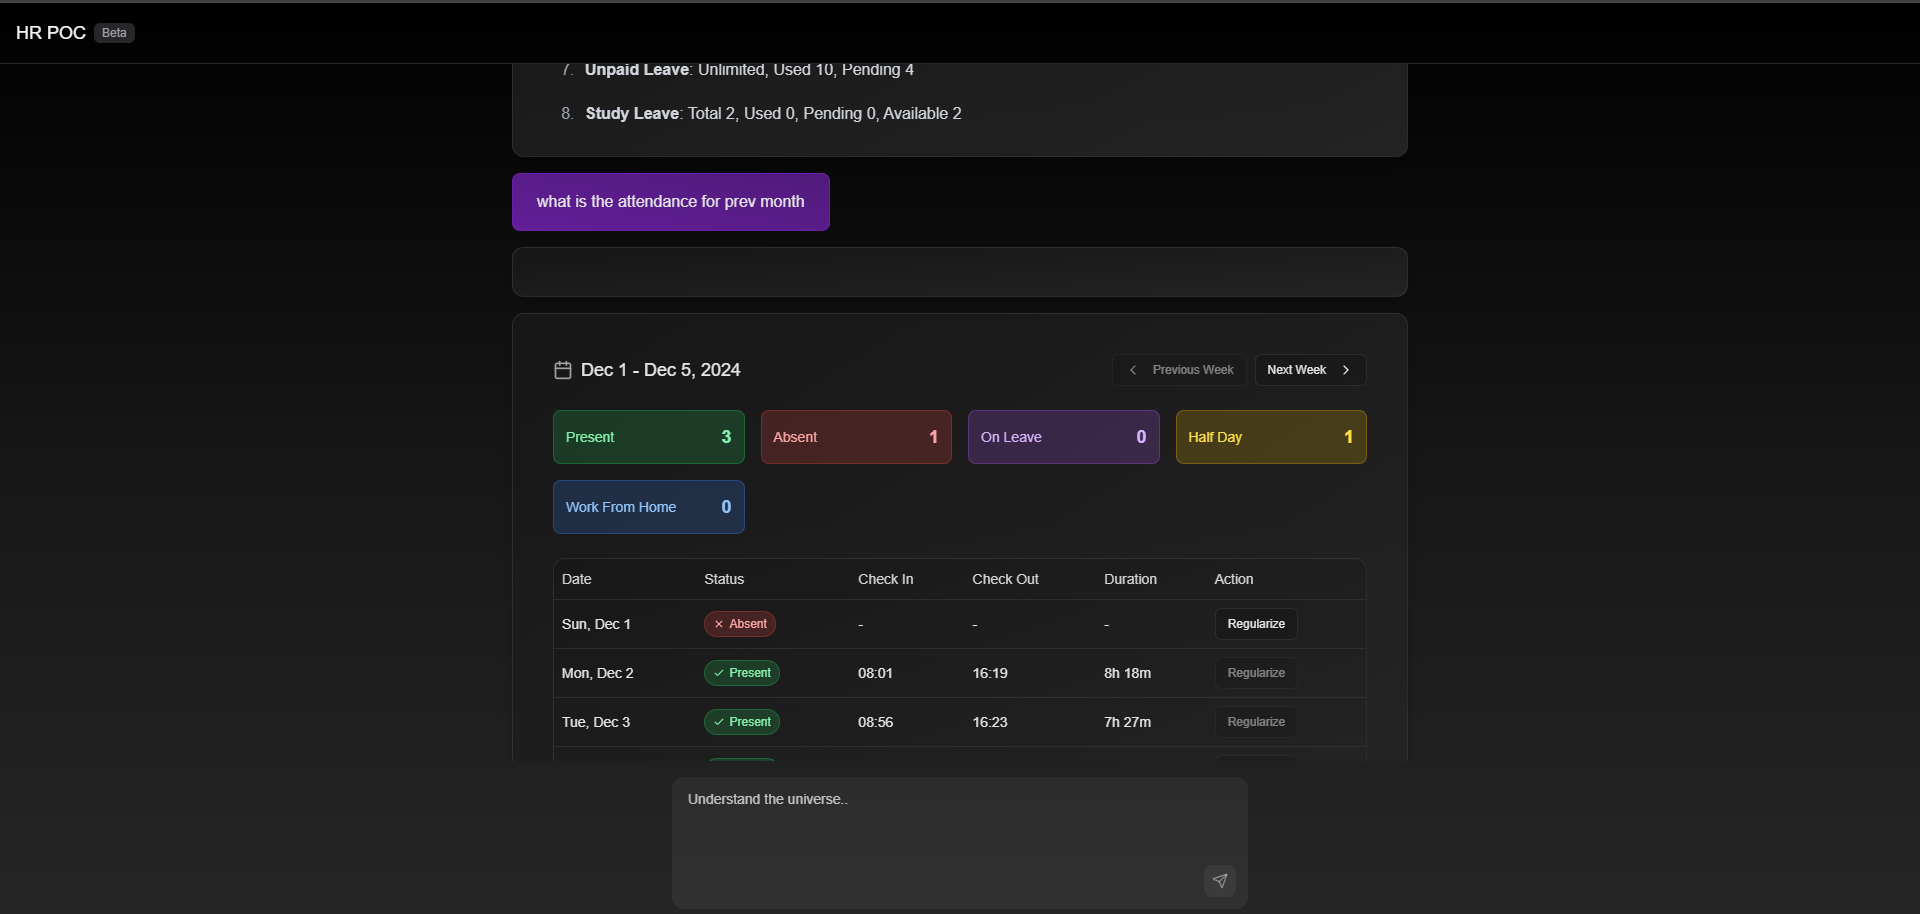 HR POC Beta
7. Unpaid Leave: Unlimited, Used 10, Pending 4
8. Study Leave: Total 2, Used 0, Pending 0, Available 2
what is the attendance for prev month
Dec 1 - Dec 5, 2024
Previous Week Next Week
Present 3 Absent 1 On Leave 0 Half Day 1
Work From Home 0
Date Status Check In Check Out Duration Action
Sun, Dec 1 Absent - - - Regularize
Mon, Dec 2 Present 08:01 16:19 8h 18m Regularize
Tue, Dec 3 Present 08:56 16:23 7h 27m Regularize
Understand the universe..